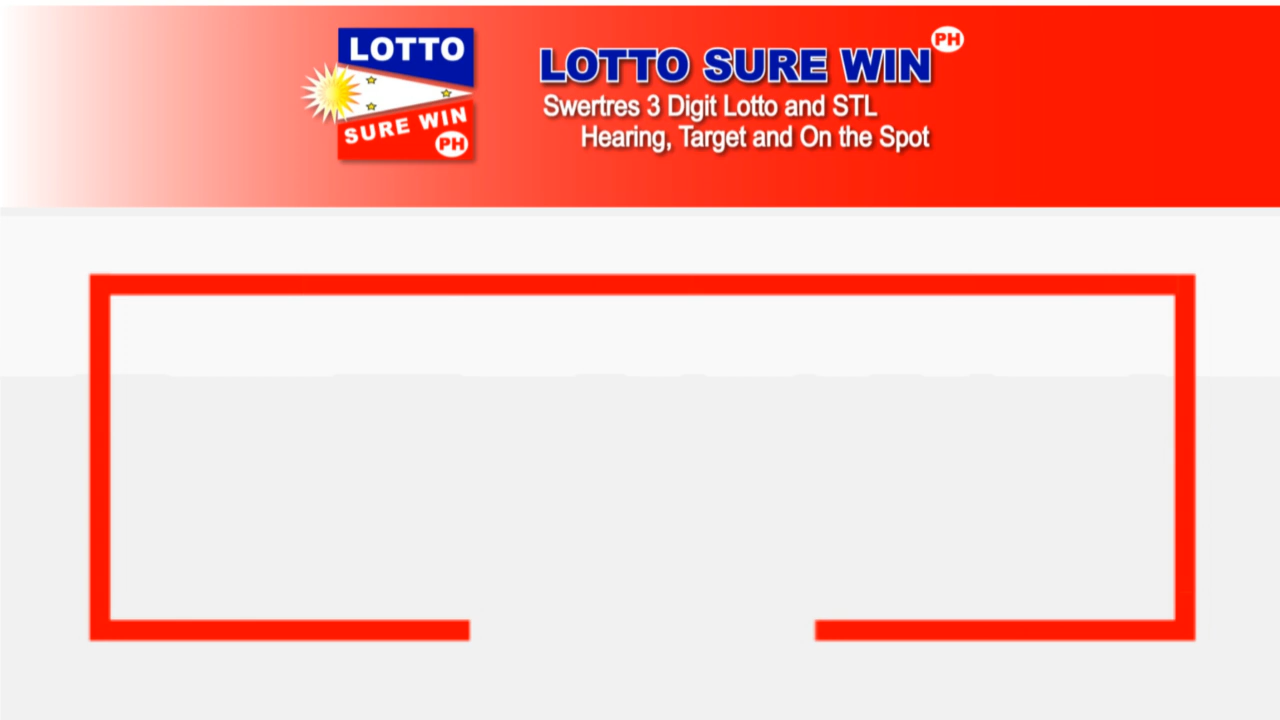 LOTTO
SURE WIN
PH
LOTTO SURE WIN PH
Swertres 3 Digit Lotto and STL
Hearing, Target and On the Spot